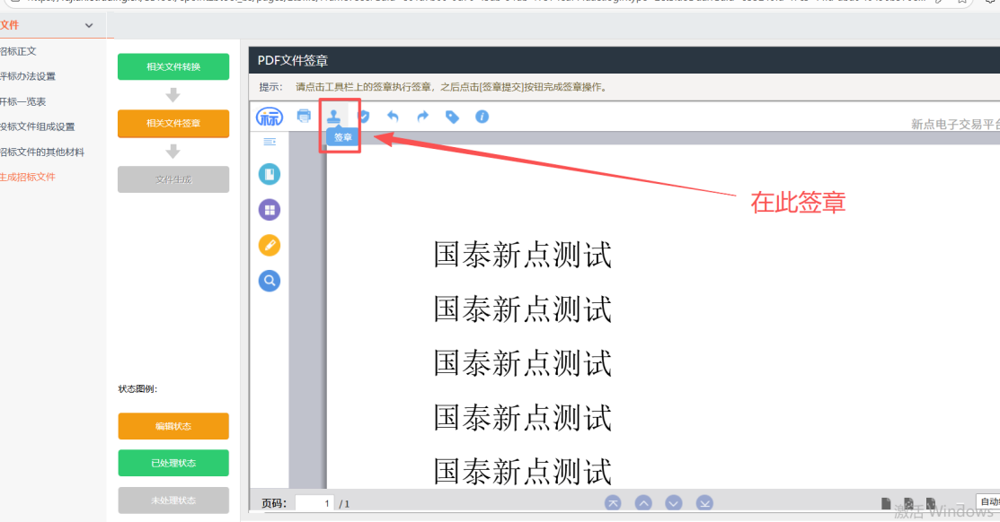 文件
招标正文
评标办法设置
开标一览表
投标文件组成设置
招标文件的其他材料
生成招标文件
相关文件转换
相关文件签章
文件生成
状态图例:
编辑状态
已处理状态
未处理状态
PDF文件签章
提示: 请点击工具栏上的签章执行签章，之后点击[签章提交]按钮完成签章操作。
标
签章
新点电子交易平台
在此签章
国泰新点测试
国泰新点测试
国泰新点测试
国泰新点测试
国泰新点测试
页码: 1 /1
自动
激活 Windows